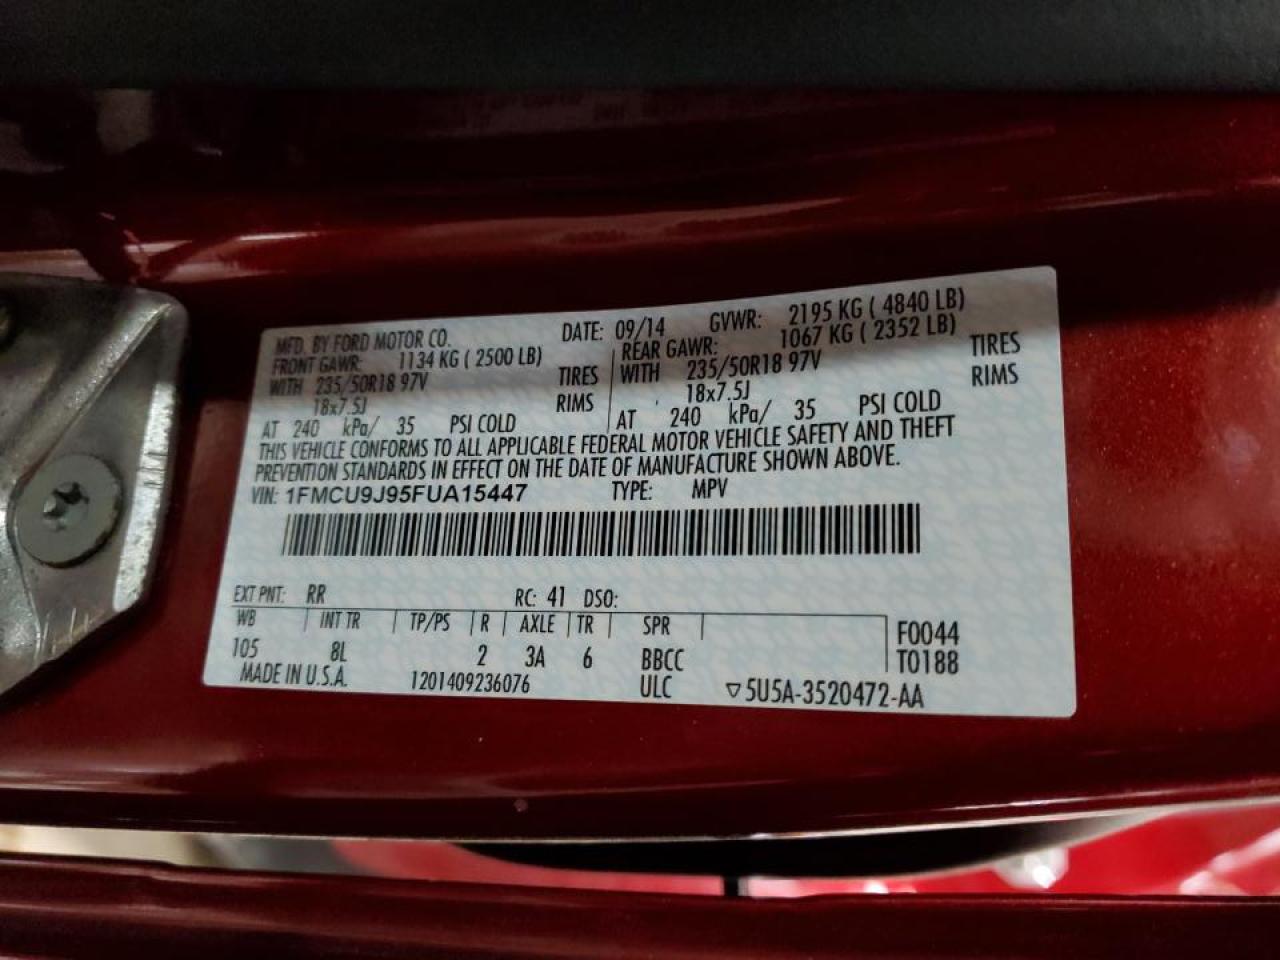 MFD. BY FORD MOTOR CO. DATE: 09/14 GVWR: 2195 KG ( 4840 LB)
FRONT GAWR: 1134 KG ( 2500 LB) REAR GAWR: 1067 KG ( 2352 LB)
WITH 235/50R18 97V TIRES WITH 235/50R18 97V TIRES
18x7.5J RIMS 18x7.5J RIMS
AT 240 kPa/ 35 PSI COLD AT 240 kPa/ 35 PSI COLD
THIS VEHICLE CONFORMS TO ALL APPLICABLE FEDERAL MOTOR VEHICLE SAFETY AND THEFT
PREVENTION STANDARDS IN EFFECT ON THE DATE OF MANUFACTURE SHOWN ABOVE.
VIN: 1FMCU9J95FUA15447 TYPE: MPV
EXT PNT: RR RC: 41 DSO:
WB INT TR TP/PS R AXLE TR SPR F0044
105 8L 2 3A 6 BBCC T0188
MADE IN U.S.A. 1201409236076 ULC ▽5U5A-3520472-AA